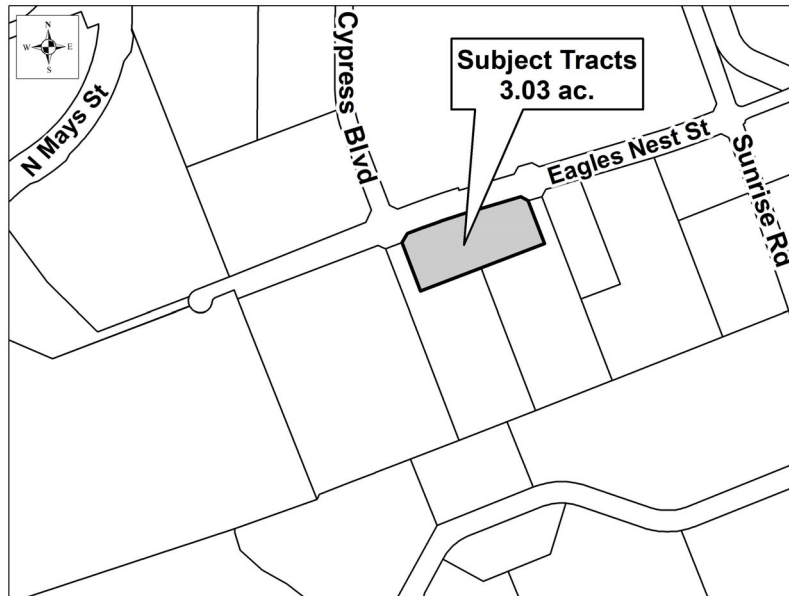 N
W E
S
N Mays St
Cypress Blvd
Subject Tracts
3.03 ac.
Eagles Nest St
Sunrise Rd